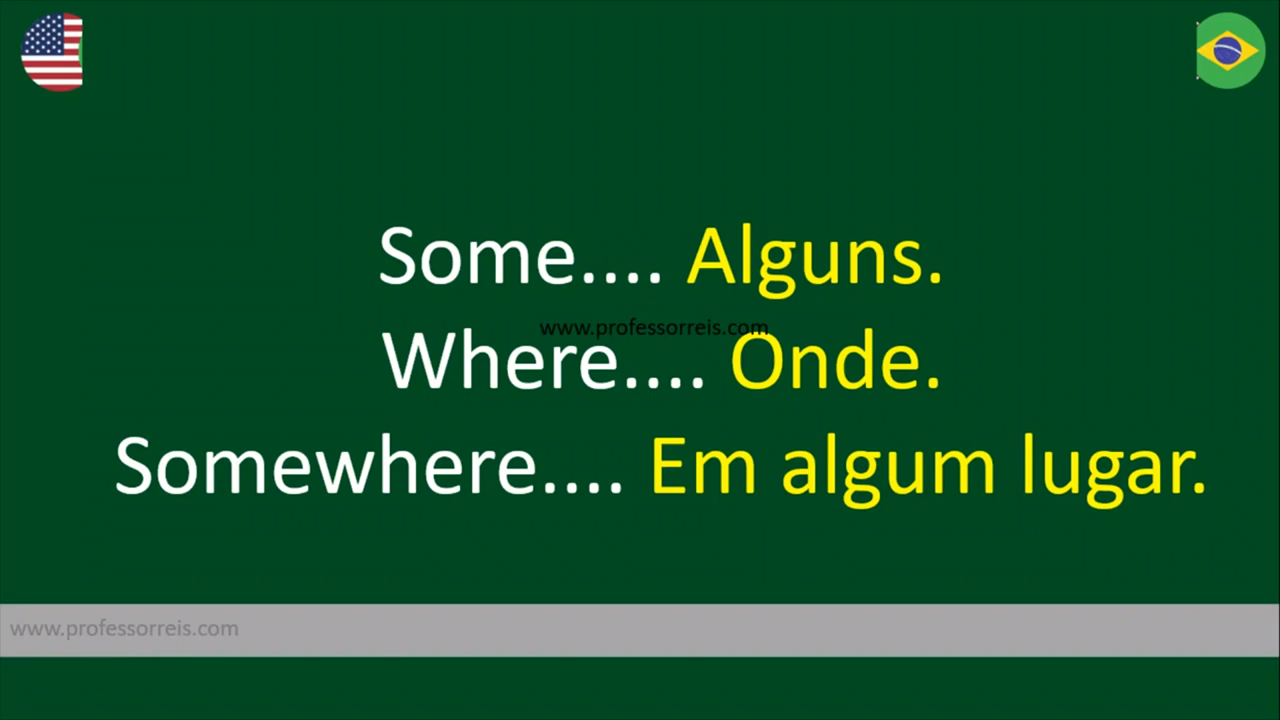 Some.... Alguns.
www.professorreis.com
Where.... Onde.
Somewhere.... Em algum lugar.
www.professorreis.com